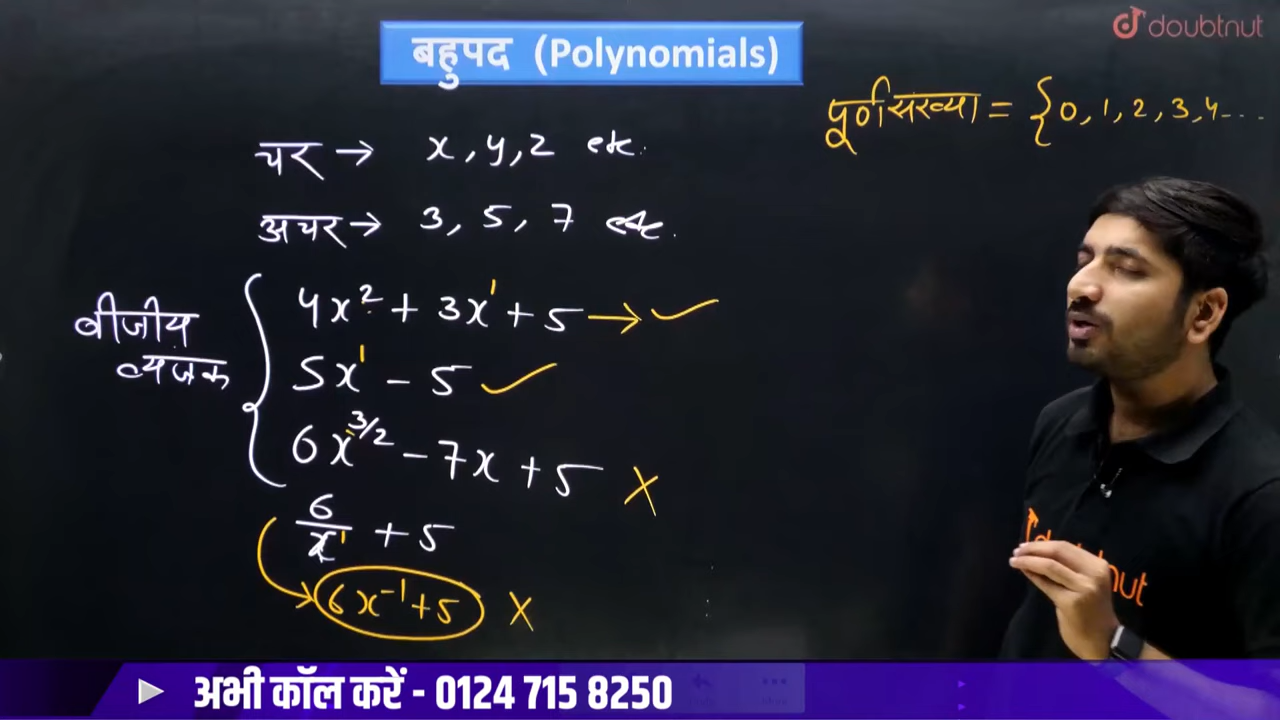 doubtnut
बहुपद (Polynomials)
पूर्ण संख्या = {0, 1, 2, 3, 4 ...
चर → x, y, z etc.
अचर → 3, 5, 7 etc.
बीजीय
व्यंजक
4x² + 3x¹ + 5 → ✓
5x¹ - 5 ✓
6x^3/2 - 7x + 5 X
6/x¹ + 5
6x⁻¹ + 5 X
अभी कॉल करें - 0124 715 8250